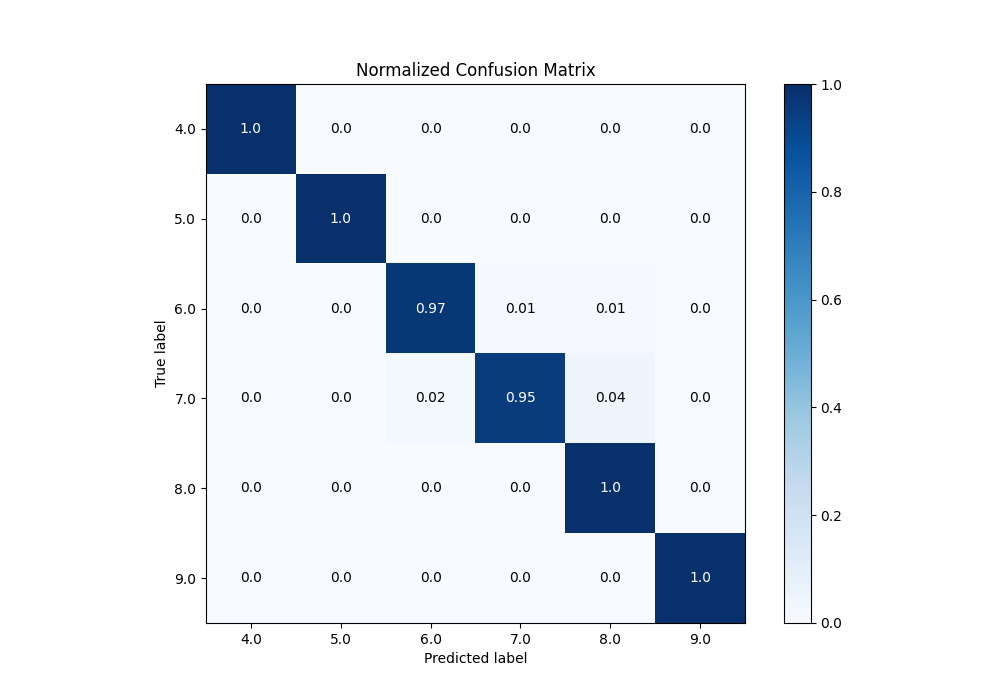 Normalized Confusion Matrix
True label
4.0 1.0 0.0 0.0 0.0 0.0 0.0
5.0 0.0 1.0 0.0 0.0 0.0 0.0
6.0 0.0 0.0 0.97 0.01 0.01 0.0
7.0 0.0 0.0 0.02 0.95 0.04 0.0
8.0 0.0 0.0 0.0 0.0 1.0 0.0
9.0 0.0 0.0 0.0 0.0 0.0 1.0
4.0 5.0 6.0 7.0 8.0 9.0
Predicted label
1.0
0.8
0.6
0.4
0.2
0.0